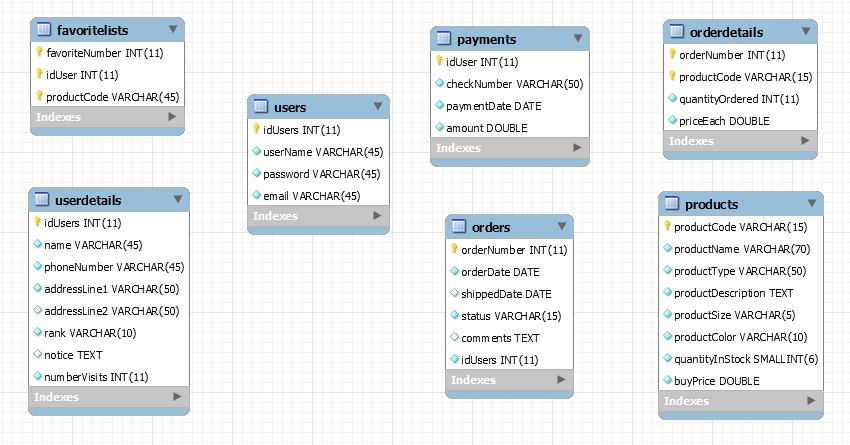 favoritelists
favoriteNumber INT(11)
idUser INT(11)
productCode VARCHAR(45)
Indexes
userdetails
idUsers INT(11)
name VARCHAR(45)
phoneNumber VARCHAR(45)
addressLine1 VARCHAR(50)
addressLine2 VARCHAR(50)
rank VARCHAR(10)
notice TEXT
numberVisits INT(11)
Indexes
users
idUsers INT(11)
userName VARCHAR(45)
password VARCHAR(45)
email VARCHAR(45)
Indexes
payments
idUser INT(11)
checkNumber VARCHAR(50)
paymentDate DATE
amount DOUBLE
Indexes
orders
orderNumber INT(11)
orderDate DATE
shippedDate DATE
status VARCHAR(15)
comments TEXT
idUsers INT(11)
Indexes
orderdetails
orderNumber INT(11)
productCode VARCHAR(15)
quantityOrdered INT(11)
priceEach DOUBLE
Indexes
products
productCode VARCHAR(15)
productName VARCHAR(70)
productType VARCHAR(50)
productDescription TEXT
productSize VARCHAR(5)
productColor VARCHAR(10)
quantityInStock SMALLINT(6)
buyPrice DOUBLE
Indexes